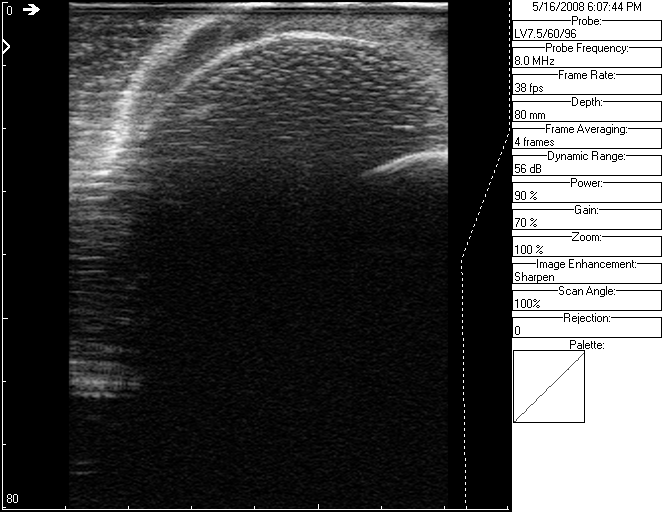 0
80
5/16/2008 6:07:44 PM
Probe:
LV7.5/60/96
Probe Frequency:
8.0 MHz
Frame Rate:
38 fps
Depth:
80 mm
Frame Averaging:
4 frames
Dynamic Range:
56 dB
Power:
90 %
Gain:
70 %
Zoom:
100 %
Image Enhancement:
Sharpen
Scan Angle:
100%
Rejection:
0
Palette: